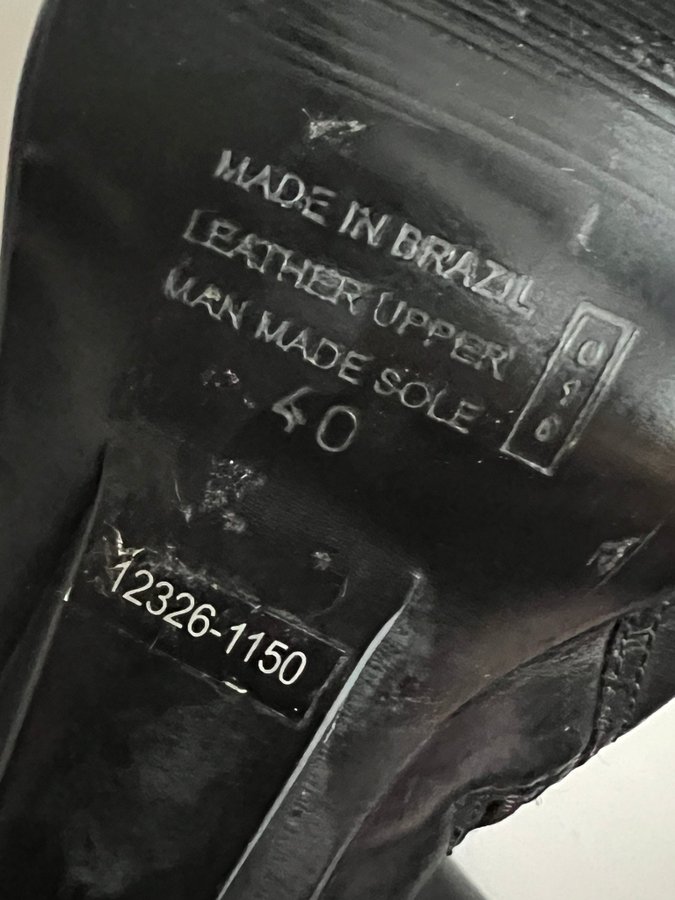 MADE IN BRAZIL
LEATHER UPPER
MAN MADE SOLE
40
12326-1150